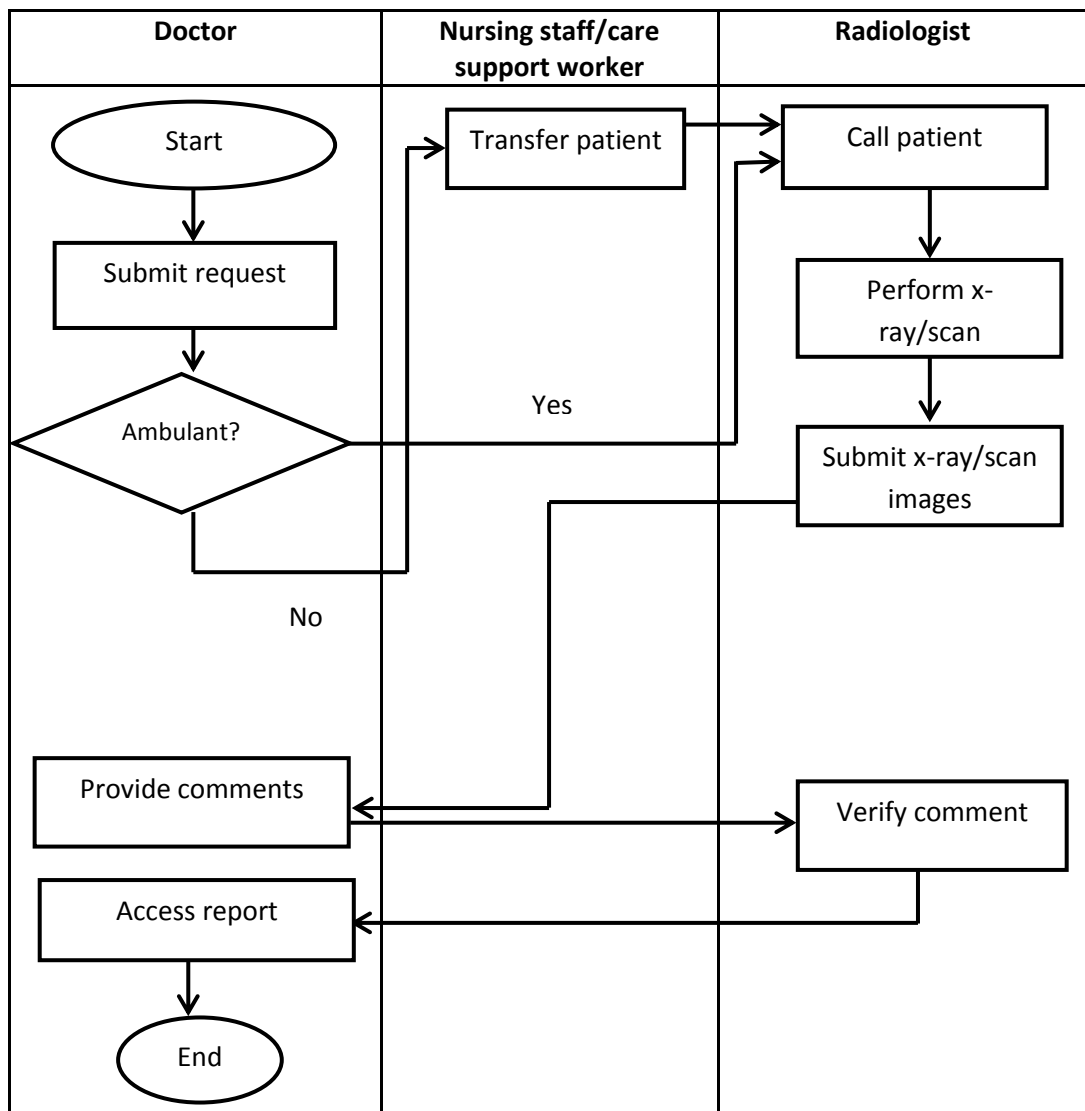 Doctor
Nursing staff/care
support worker
Radiologist
Start
Transfer patient
Call patient
Submit request
Perform x-
ray/scan
Ambulant?
Yes
Submit x-ray/scan
images
No
Provide comments
Verify comment
Access report
End